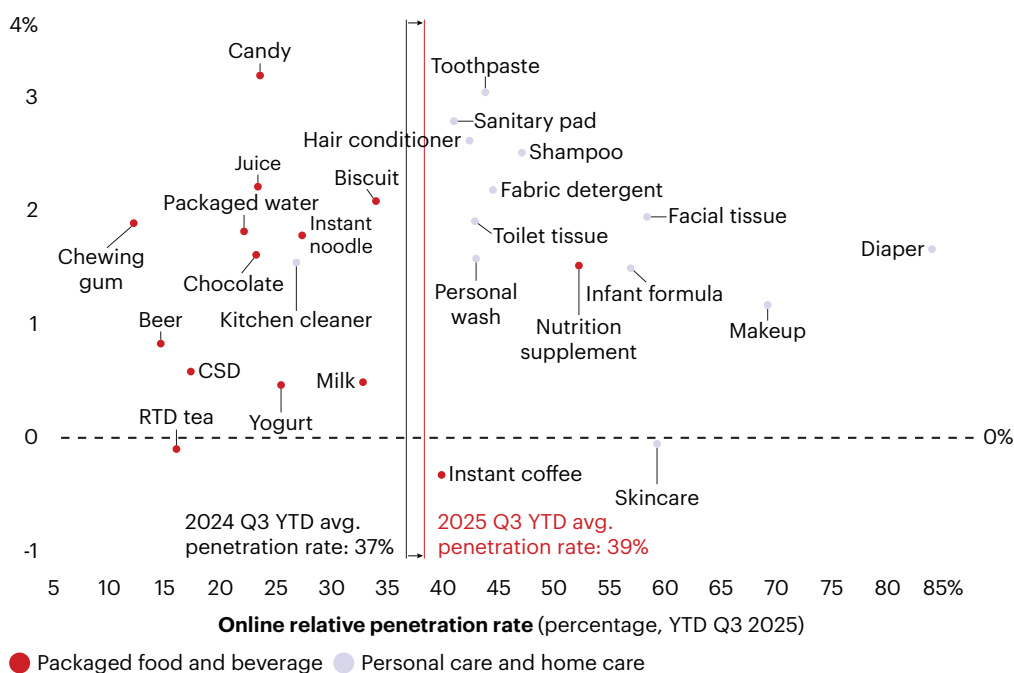 4%
Candy
Toothpaste
3
Sanitary pad
Hair conditioner
Shampoo
Juice
Biscuit
Fabric detergent
2
Packaged water
Instant
noodle
Facial tissue
Chewing
gum
Toilet tissue
Diaper
Chocolate
Personal
wash
Infant formula
Beer
Kitchen cleaner
1
Nutrition
supplement
Makeup
CSD
Milk
RTD tea
Yogurt
0
0%
Instant coffee
Skincare
2024 Q3 YTD avg.
penetration rate: 37%
2025 Q3 YTD avg.
penetration rate: 39%
-1
5 10 15 20 25 30 35 40 45 50 55 60 65 70 75 80 85%
Online relative penetration rate (percentage, YTD Q3 2025)
Packaged food and beverage Personal care and home care